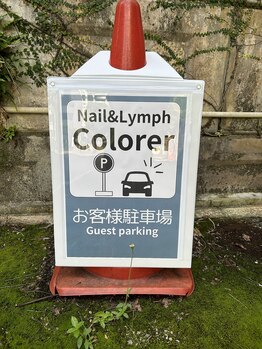 Nail&Lymph
Colorer
P
お客様駐車場
Guest parking